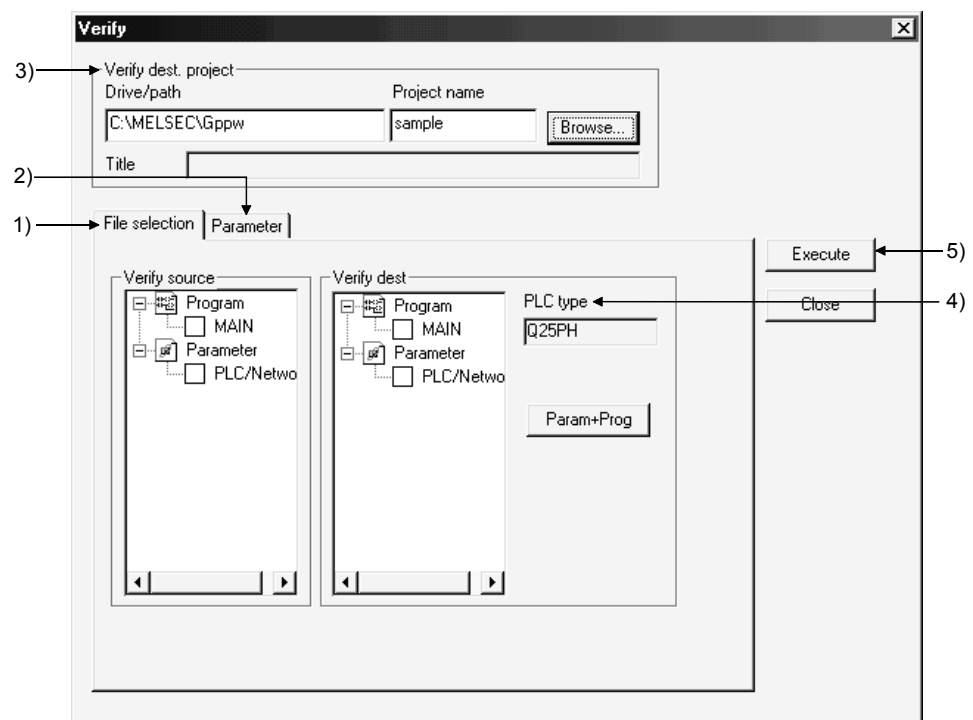 Verify
3)
Verify dest. project
Drive/path
Project name
C:\MELSEC\Gppw
sample
Browse...
Title
2)
1)
File selection
Parameter
Execute
5)
Verify source
Verify dest
Program
MAIN
Parameter
PLC/Netwo
Program
MAIN
Parameter
PLC/Netwo
PLC type
4)
Close
Q25PH
Param+Prog